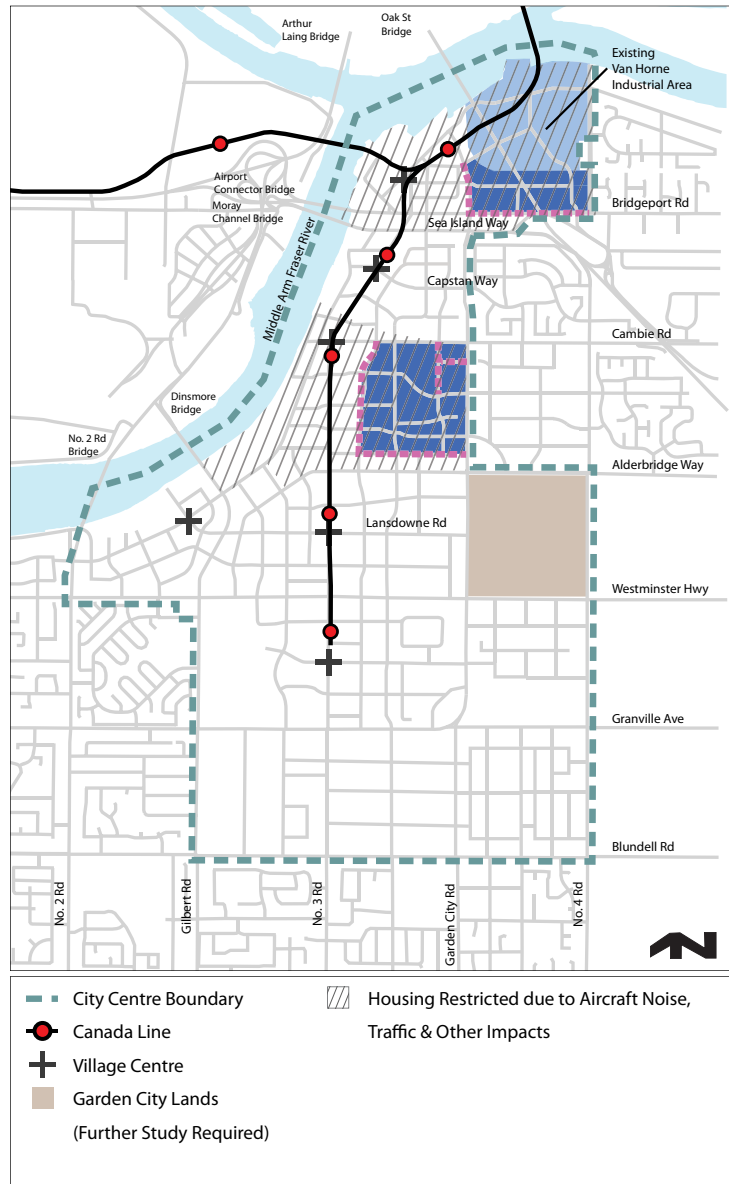 Arthur
Laing Bridge
Oak St
Bridge
Existing
Van Horne
Industrial Area
Airport
Connector Bridge
Moray
Channel Bridge
Bridgeport Rd
Sea Island Way
Middle Arm Fraser River
Capstan Way
Cambie Rd
Dinsmore
Bridge
No. 2 Rd
Bridge
Alderbridge Way
Lansdowne Rd
Westminster Hwy
Granville Ave
Blundell Rd
No. 2 Rd
Gilbert Rd
No. 3 Rd
Garden City Rd
No. 4 Rd
N
City Centre Boundary
Canada Line
Village Centre
Garden City Lands
(Further Study Required)
Housing Restricted due to Aircraft Noise,
Traffic & Other Impacts